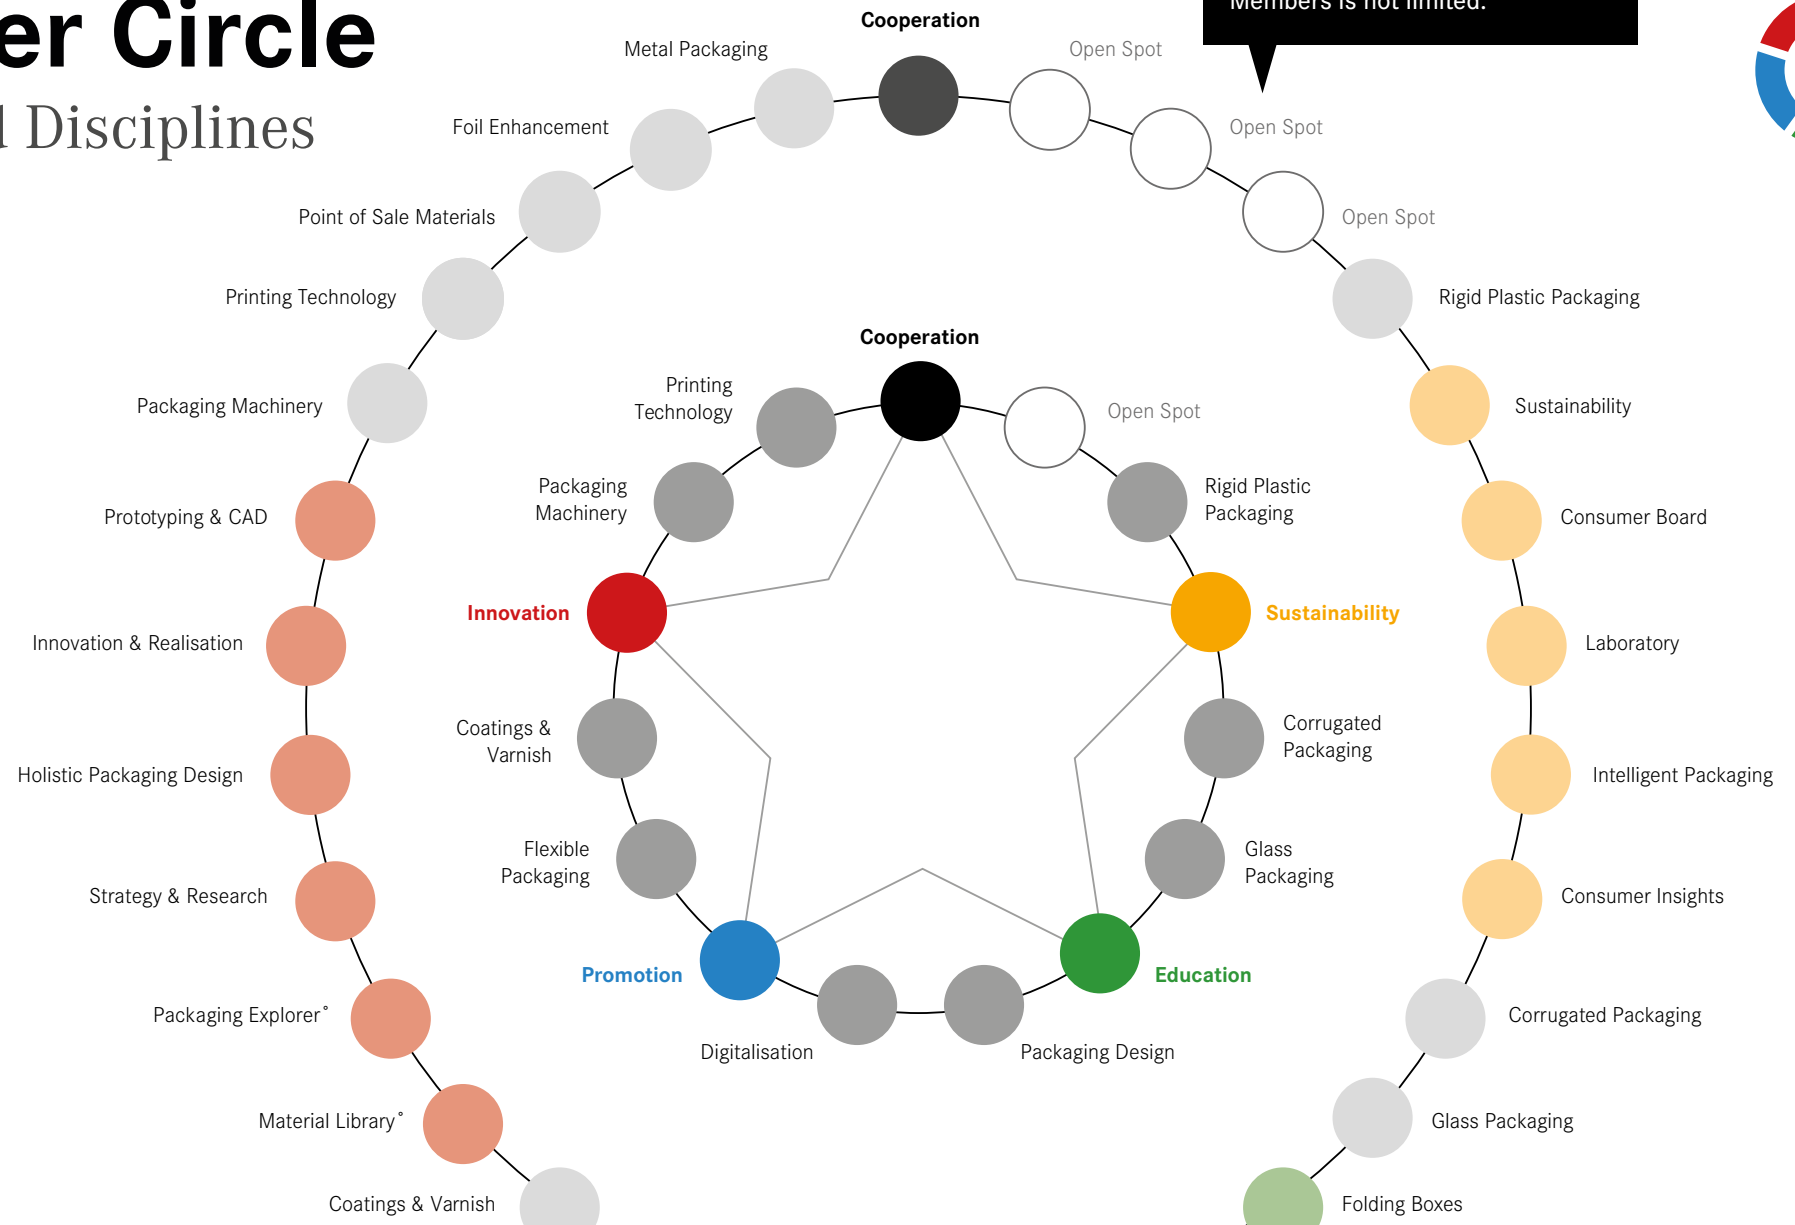 er Circle
Disciplines
Members is not limited.
Cooperation
Metal Packaging
Open Spot
Foil Enhancement
Open Spot
Point of Sale Materials
Open Spot
Printing Technology
Rigid Plastic Packaging
Packaging Machinery
Sustainability
Prototyping & CAD
Consumer Board
Innovation & Realisation
Laboratory
Holistic Packaging Design
Intelligent Packaging
Strategy & Research
Consumer Insights
Packaging Explorer°
Corrugated Packaging
Material Library°
Glass Packaging
Coatings & Varnish
Folding Boxes
Cooperation
Printing
Technology
Open Spot
Packaging
Machinery
Rigid Plastic
Packaging
Innovation
Sustainability
Coatings &
Varnish
Corrugated
Packaging
Flexible
Packaging
Glass
Packaging
Promotion
Education
Digitalisation
Packaging Design